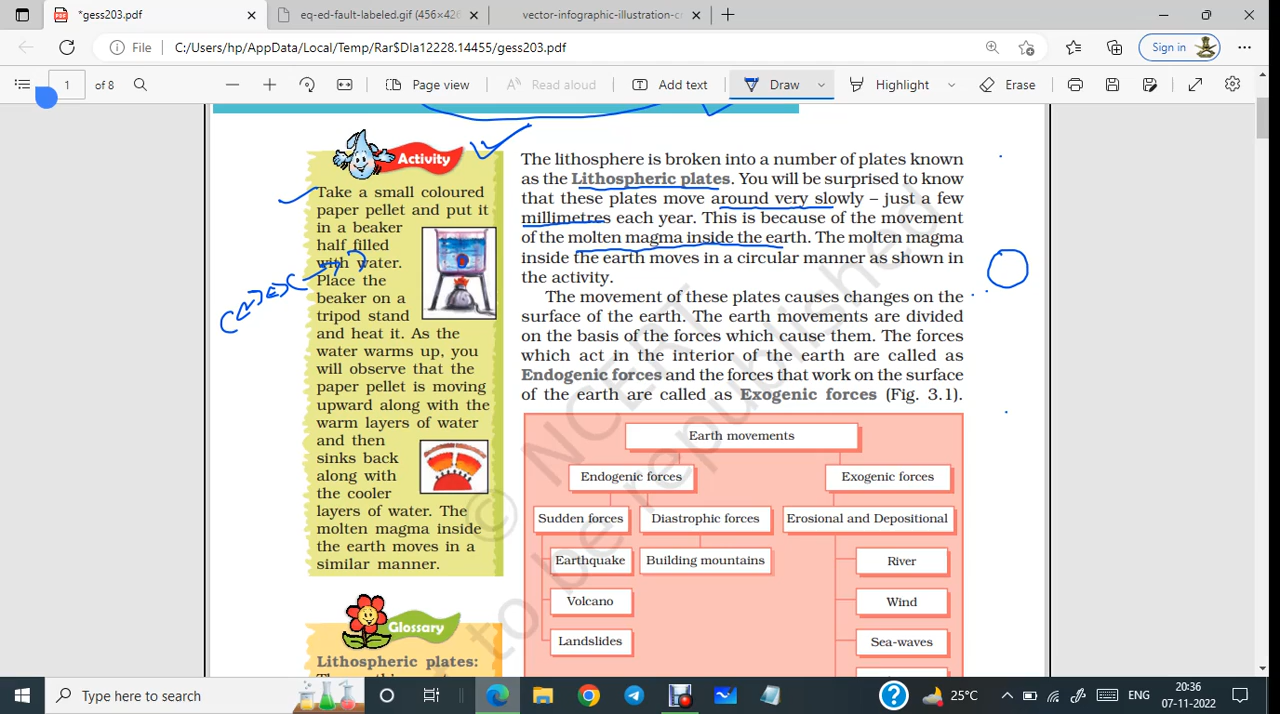 *gess203.pdf
eq-ed-fault-labeled.gif (456×426
vector-infographic-illustration-c
File
C:/Users/hp/AppData/Local/Temp/Rar$DIa12228.14455/gess203.pdf
Sign in
1 of 8
Page view
Read aloud
Add text
Draw
Highlight
Erase
Activity
Take a small coloured
paper pellet and put it
in a beaker
half filled
with water.
Place the
beaker on a
tripod stand
and heat it. As the
water warms up, you
will observe that the
paper pellet is moving
upward along with the
warm layers of water
and then
sinks back
along with
the cooler
layers of water. The
molten magma inside
the earth moves in a
similar manner.
Glossary
Lithospheric plates:
The lithosphere is broken into a number of plates known
as the Lithospheric plates. You will be surprised to know
that these plates move around very slowly – just a few
millimetres each year. This is because of the movement
of the molten magma inside the earth. The molten magma
inside the earth moves in a circular manner as shown in
the activity.
The movement of these plates causes changes on the
surface of the earth. The earth movements are divided
on the basis of the forces which cause them. The forces
which act in the interior of the earth are called as
Endogenic forces and the forces that work on the surface
of the earth are called as Exogenic forces (Fig. 3.1).
Earth movements
Endogenic forces
Exogenic forces
Sudden forces
Diastrophic forces
Erosional and Depositional
Earthquake
Building mountains
River
Volcano
Wind
Landslides
Sea-waves
© NCERT
to be republished
Type here to search
25°C
ENG
20:36
07-11-2022